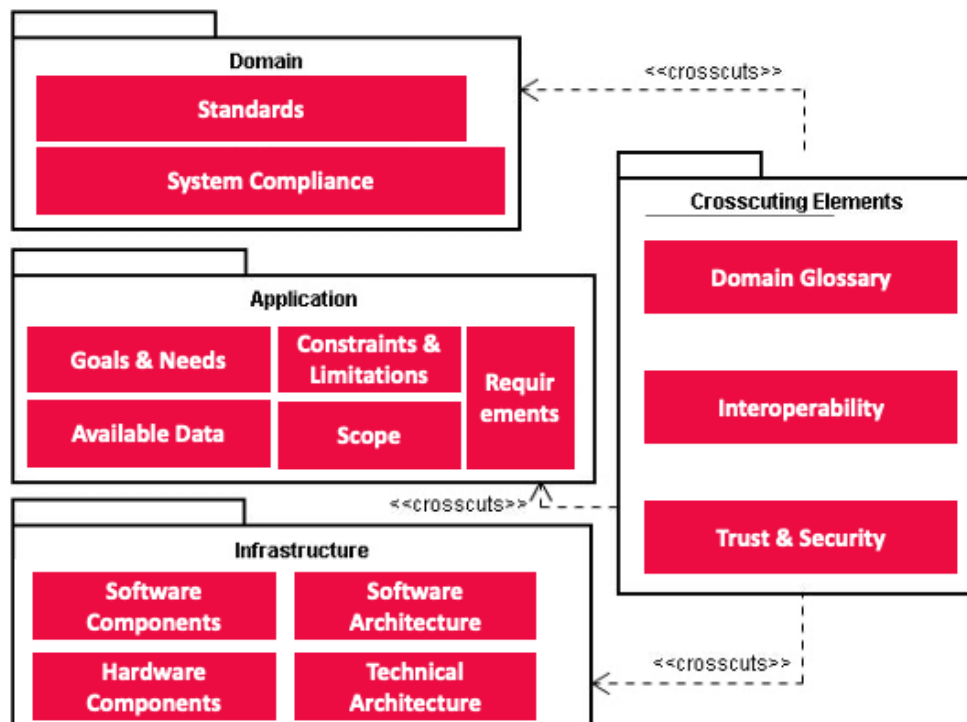 Domain
Standards
System Compliance
<<crosscuts>>
Crosscuting Elements
Domain Glossary
Interoperability
Trust & Security
Application
Goals & Needs
Constraints &
Limitations
Requir
ements
Available Data
Scope
<<crosscuts>>
Infrastructure
Software
Components
Software
Architecture
Hardware
Components
Technical
Architecture
<<crosscuts>>